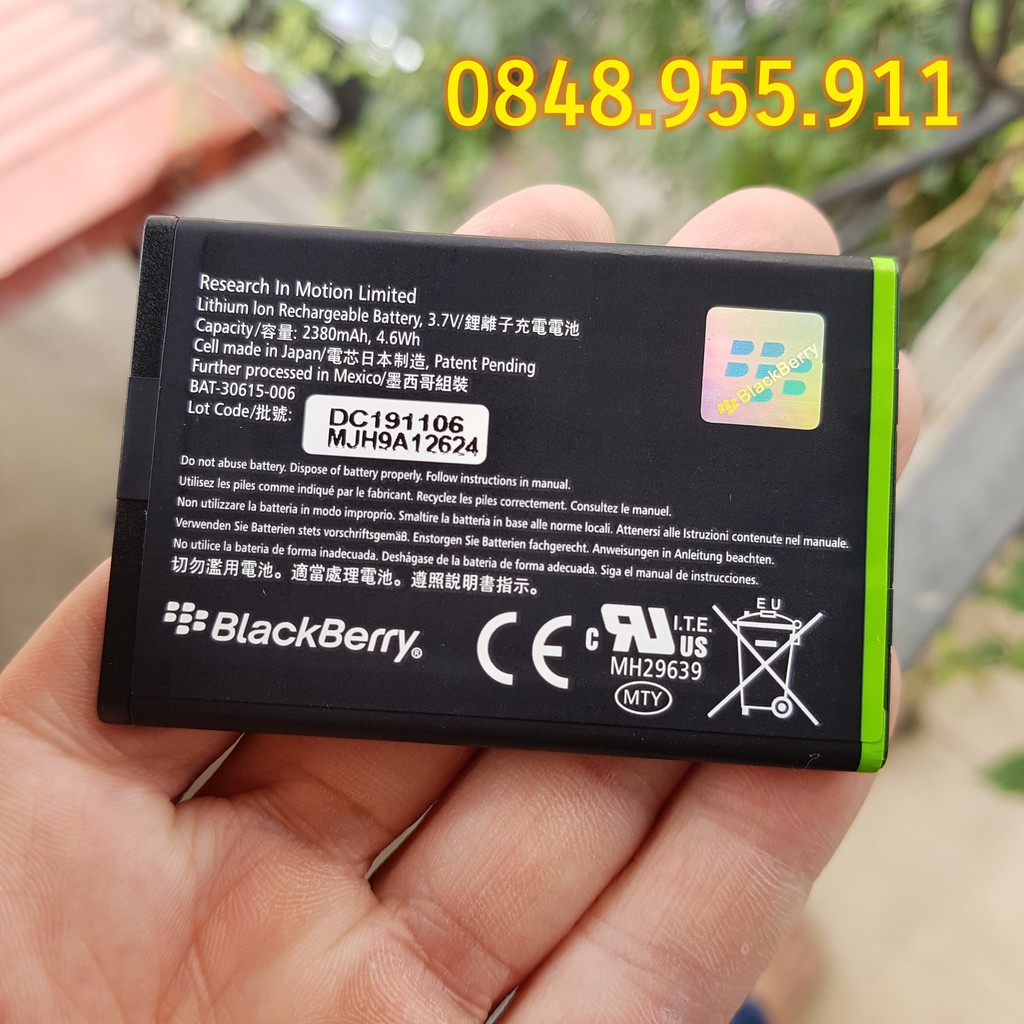 0848.955.911
Research In Motion Limited
Lithium Ion Rechargeable Battery, 3.7V/鋰離子充電電池
Capacity/容量: 2380mAh, 4.6Wh
Cell made in Japan/電芯日本制造, Patent Pending
Further processed in Mexico/墨西哥組裝
BAT-30615-006
Lot Code/批號:
DC191106
MJH9A12624
BlackBerry
Do not abuse battery. Dispose of battery properly. Follow instructions in manual.
Utilisez les piles comme indiqué par le fabricant. Recyclez les piles correctement. Consultez le manuel.
Non utilizzare la batteria in modo improprio. Smaltire la batteria in base alle norme locali. Attenersi alle Istruzioni contenute nel manuale.
Verwenden Sie Batterien stets vorschriftsgemäß. Enstorgen Sie Batterien fachgerecht. Anweisungen in Anleitung beachten.
No utilice la bateria de forma inadecuada. Deshágase de la batería de forma adecuada. Siga el manual de instrucciones.
切勿濫用電池。適當處理電池。遵照說明書指示。
BlackBerry®
CE
c RU US I.T.E.
MH29639
MTY
EU